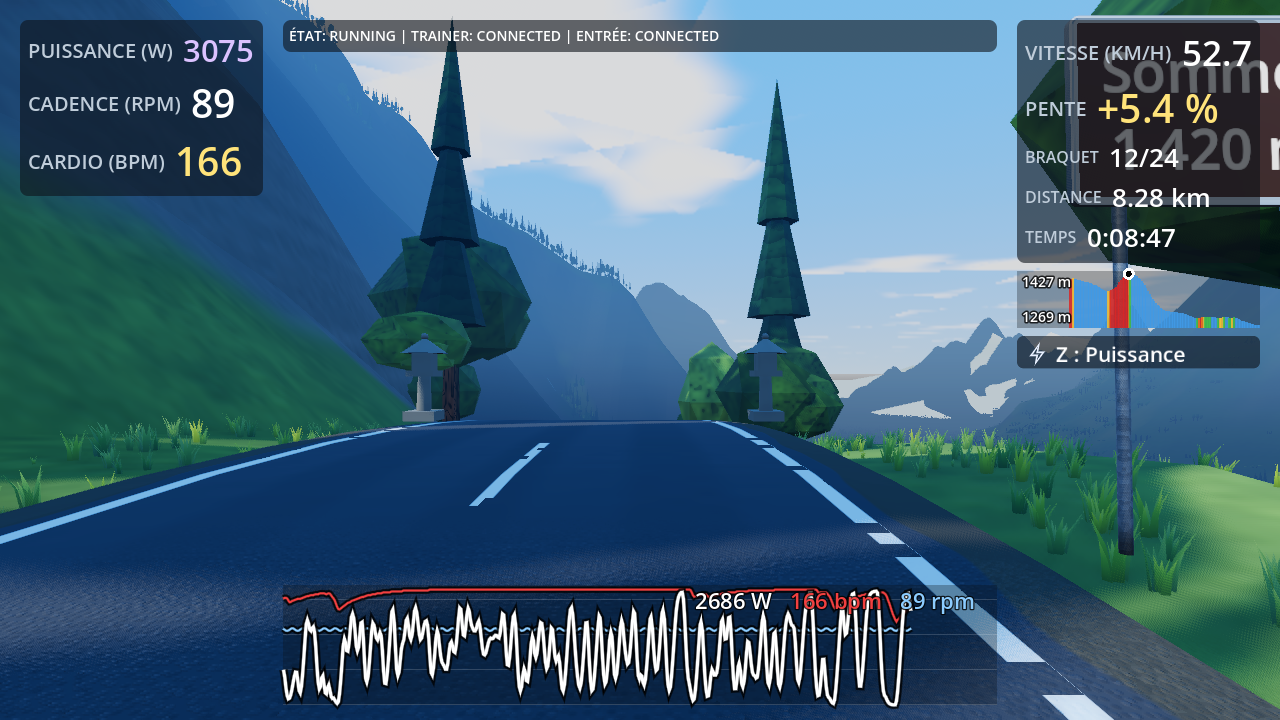 PUISSANCE (W) 3075
CADENCE (RPM) 89
CARDIO (BPM) 166
ÉTAT: RUNNING | TRAINER: CONNECTED | ENTRÉE: CONNECTED
VITESSE (KM/H) 52.7
PENTE +5.4 %
BRAQUET 12/24
DISTANCE 8.28 km
TEMPS 0:08:47
1 420
1427 m
1269 m
Z : Puissance
2686 W 166 bpm 89 rpm